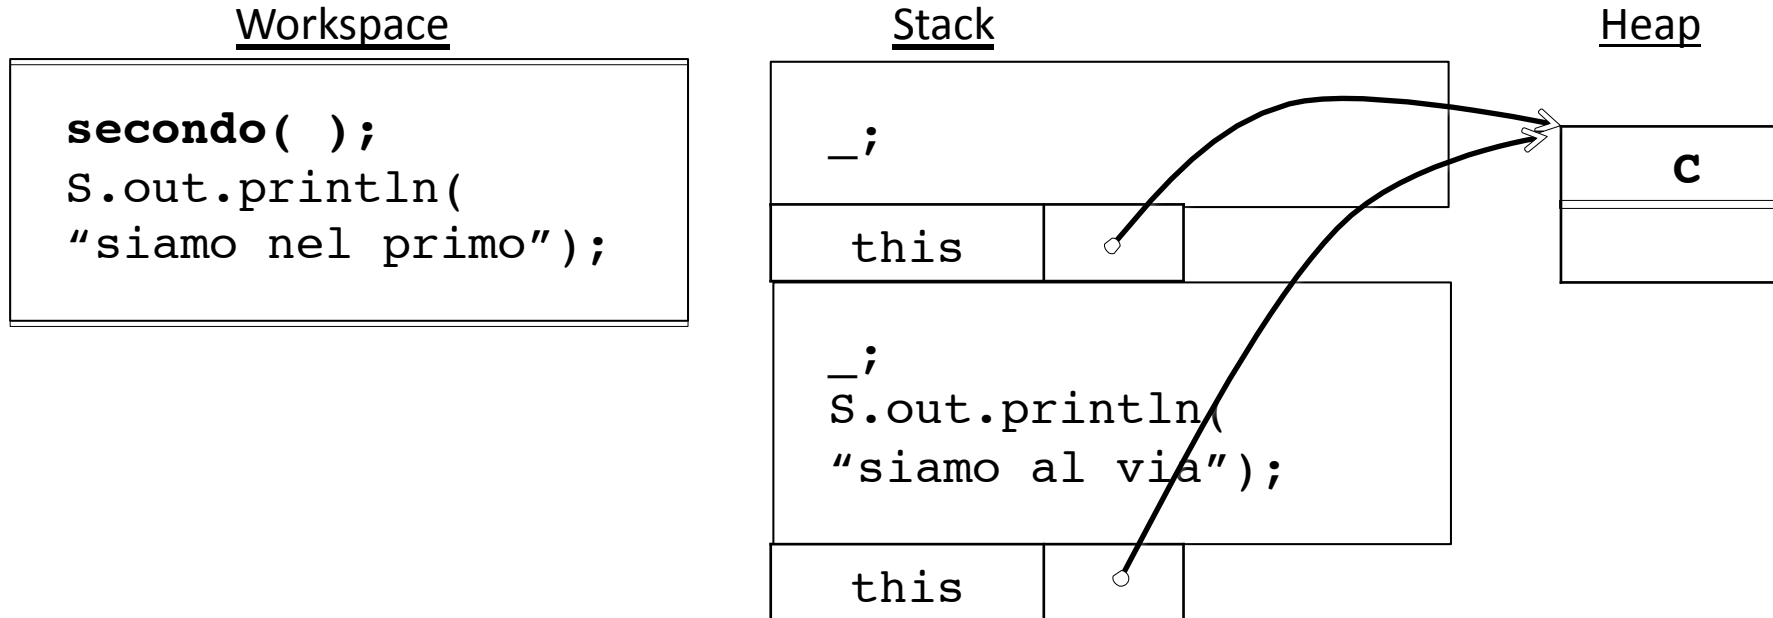 Workspace
secondo( );
S.out.println(
“siamo nel primo”);
Stack
_;
this
_;
S.out.println(
“siamo al via”);
this
Heap
C